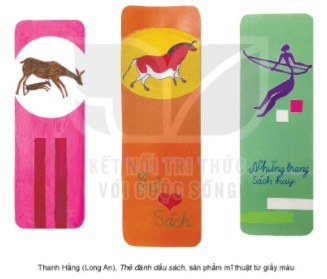 KẾT NỐI TRI THỨC
VỚI CUỘC SỐNG
Sách
Những trang
sách hay
Thanh Hằng (Long An), Thẻ đánh dấu sách, sản phẩm mĩ thuật từ giấy màu